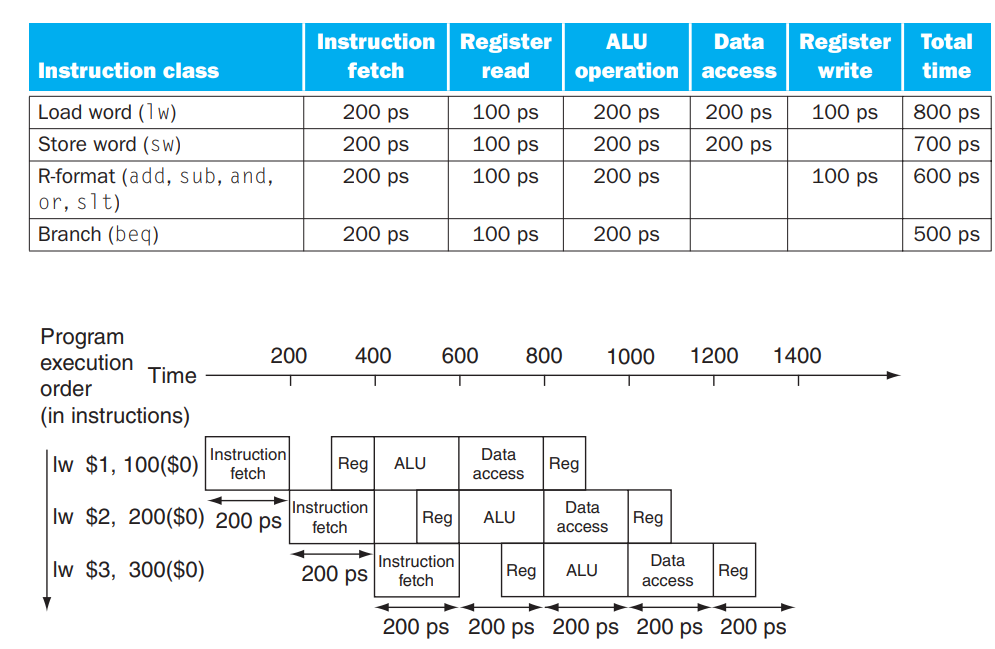 Instruction class Instruction fetch Register read ALU operation Data access Register write Total time
Load word (lw) 200 ps 100 ps 200 ps 200 ps 100 ps 800 ps
Store word (sw) 200 ps 100 ps 200 ps 200 ps 700 ps
R-format (add, sub, and, or, slt) 200 ps 100 ps 200 ps 100 ps 600 ps
Branch (beq) 200 ps 100 ps 200 ps 500 ps
Program
execution
order
(in instructions)
Time
200 400 600 800 1000 1200 1400
lw $1, 100($0) Instruction fetch Reg ALU Data access Reg
lw $2, 200($0) 200 ps Instruction fetch Reg ALU Data access Reg
lw $3, 300($0) 200 ps Instruction fetch Reg ALU Data access Reg
200 ps 200 ps 200 ps 200 ps 200 ps